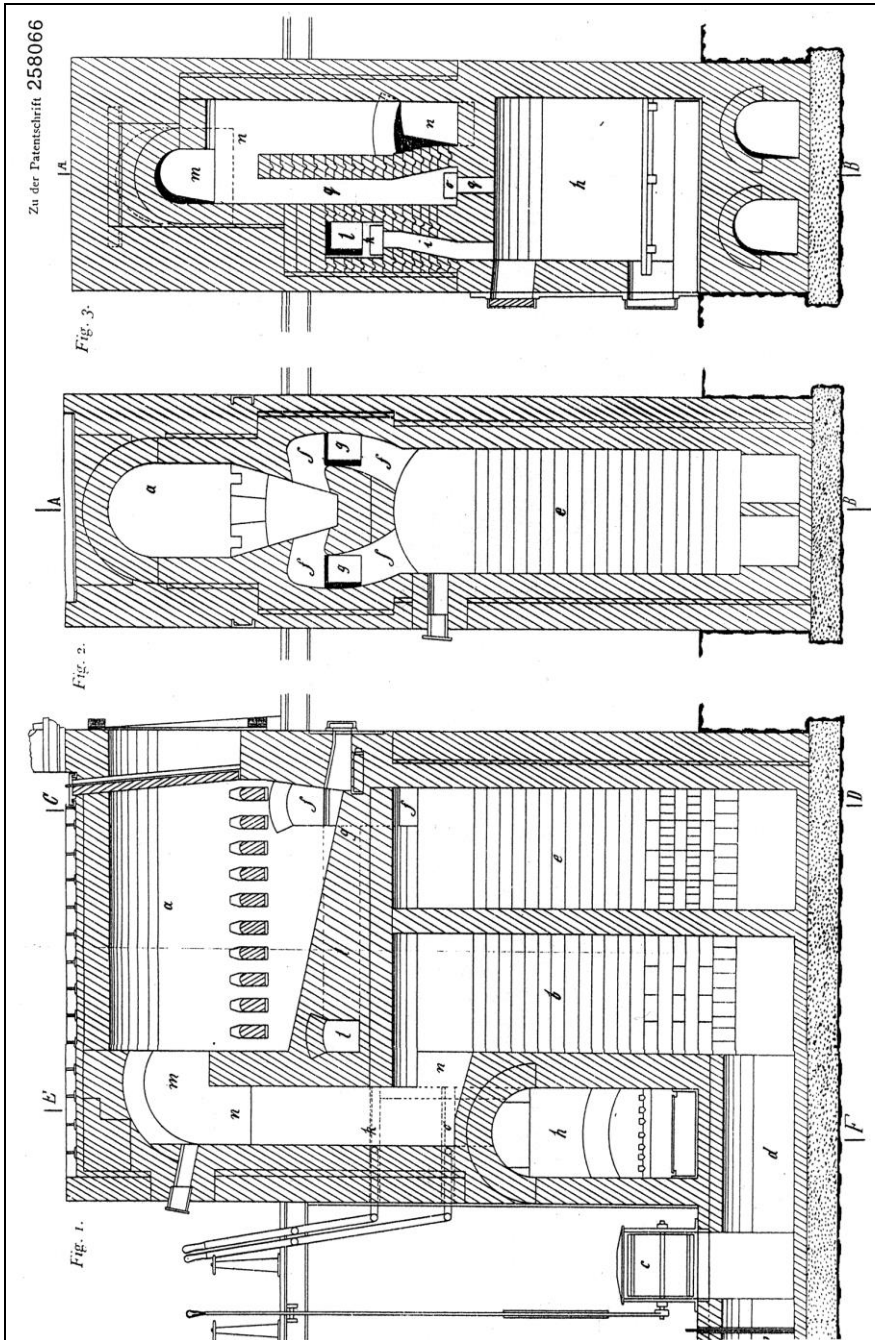 Zu der Patentschrift 258066
Fig. 1.
E
C
m
a
n
l
l
g
f
k
n
f
h
b
e
c
d
F
D
Fig. 2.
A
a
f
f
g
g
f
f
e
B
Fig. 3.
A
m
n
l
k
q
n
i
o
q
h
B